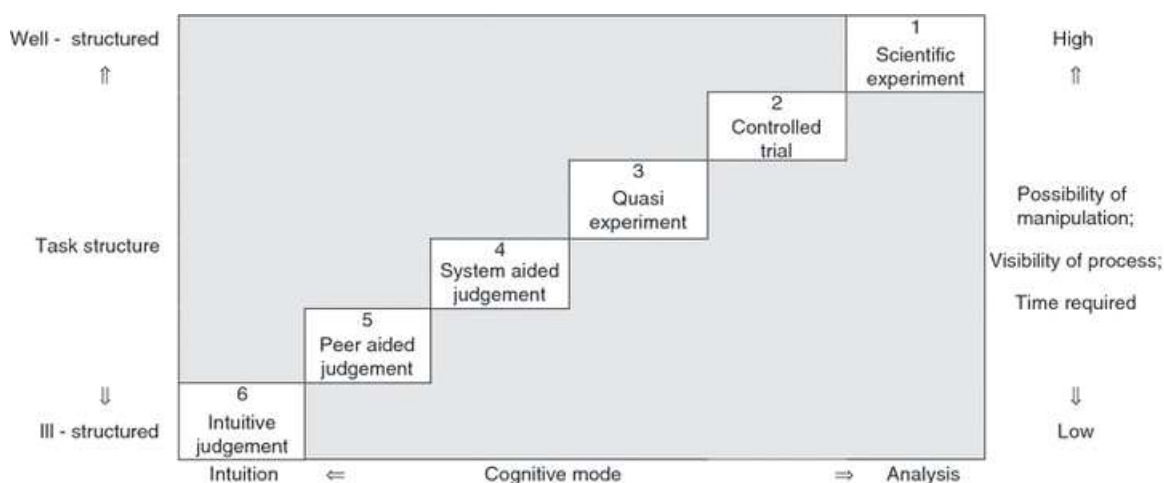 Well - structured
⇑
Task structure
⇓
Ill - structured
1
Scientific
experiment
2
Controlled
trial
3
Quasi
experiment
4
System aided
judgement
5
Peer aided
judgement
6
Intuitive
judgement
High
⇑
Possibility of
manipulation;
Visibility of process;
Time required
⇓
Low
Intuition ⇐ Cognitive mode ⇒ Analysis